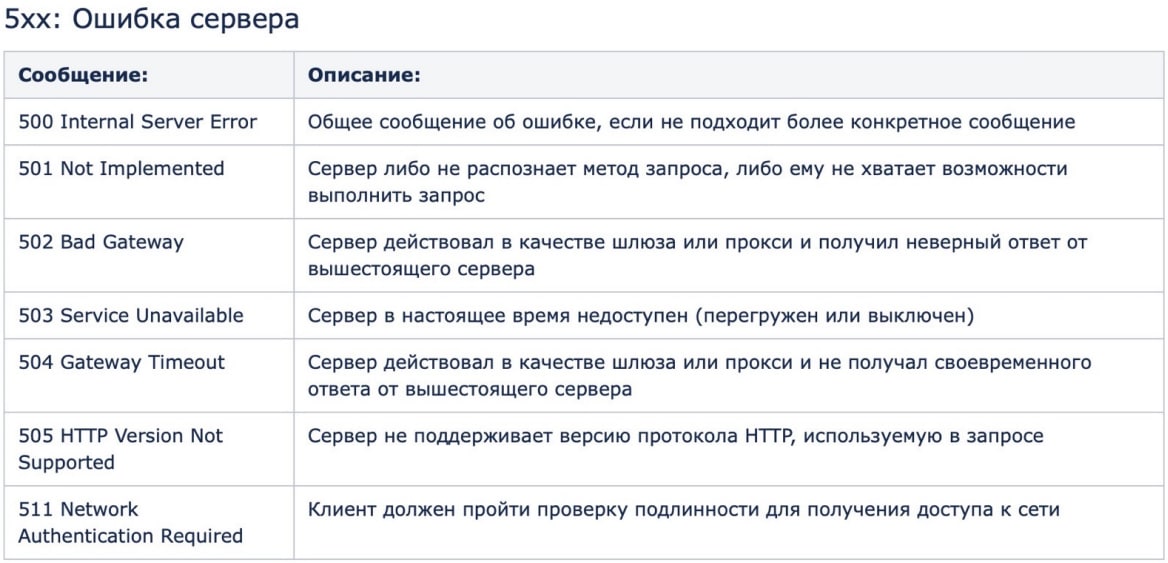 5xx: Ошибка сервера
Сообщение:
Описание:
500 Internal Server Error
Общее сообщение об ошибке, если не подходит более конкретное сообщение
501 Not Implemented
Сервер либо не распознает метод запроса, либо ему не хватает возможности
выполнить запрос
502 Bad Gateway
Сервер действовал в качестве шлюза или прокси и получил неверный ответ от
вышестоящего сервера
503 Service Unavailable
Сервер в настоящее время недоступен (перегружен или выключен)
504 Gateway Timeout
Сервер действовал в качестве шлюза или прокси и не получал своевременного
ответа от вышестоящего сервера
505 HTTP Version Not
Supported
Сервер не поддерживает версию протокола HTTP, используемую в запросе
511 Network
Authentication Required
Клиент должен пройти проверку подлинности для получения доступа к сети